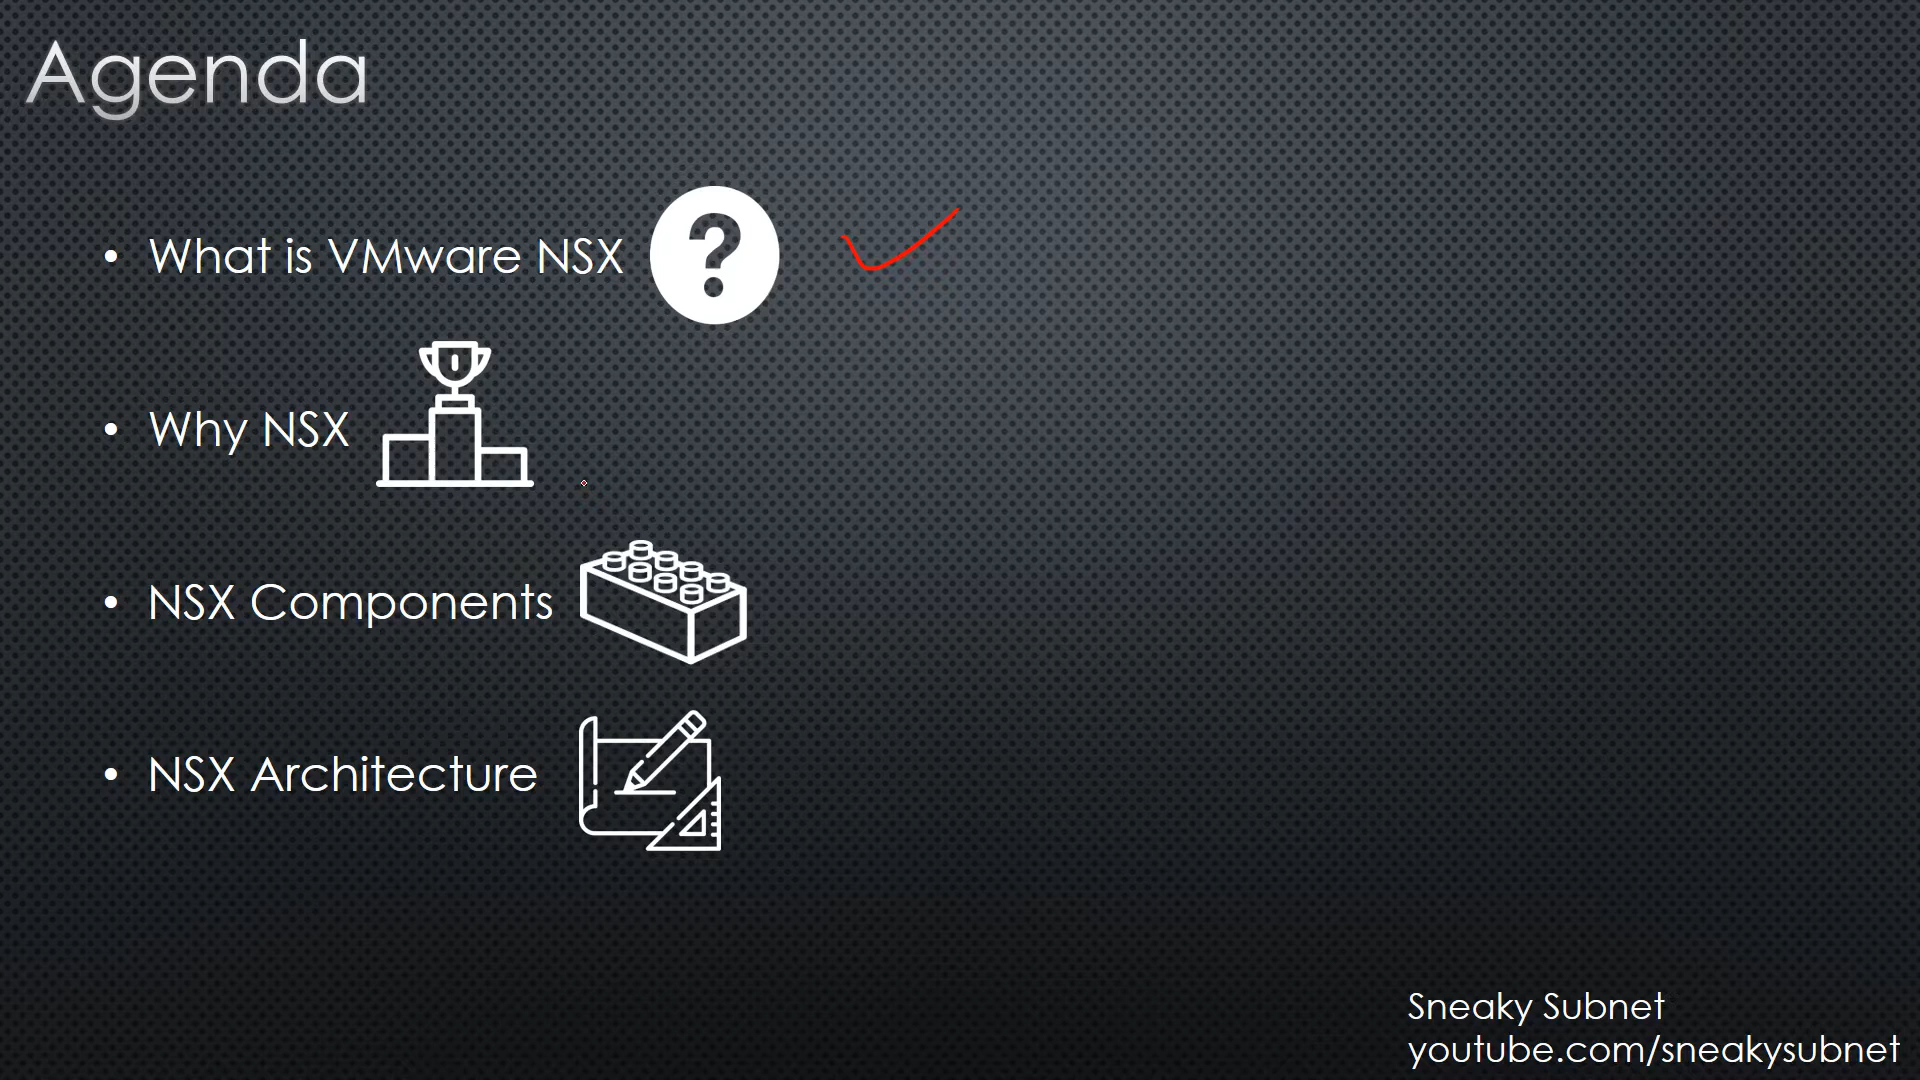 Agenda
• What is VMware NSX ?
• Why NSX
• NSX Components
• NSX Architecture
Sneaky Subnet
youtube.com/sneakysubnet